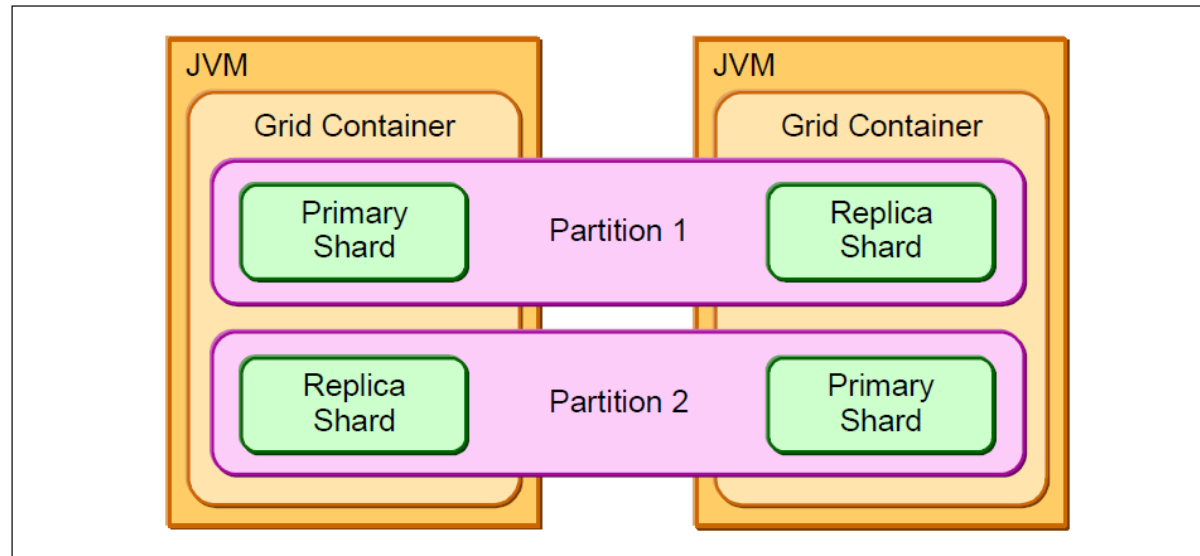 JVM
JVM
Grid Container
Grid Container
Primary
Shard
Partition 1
Replica
Shard
Replica
Shard
Partition 2
Primary
Shard